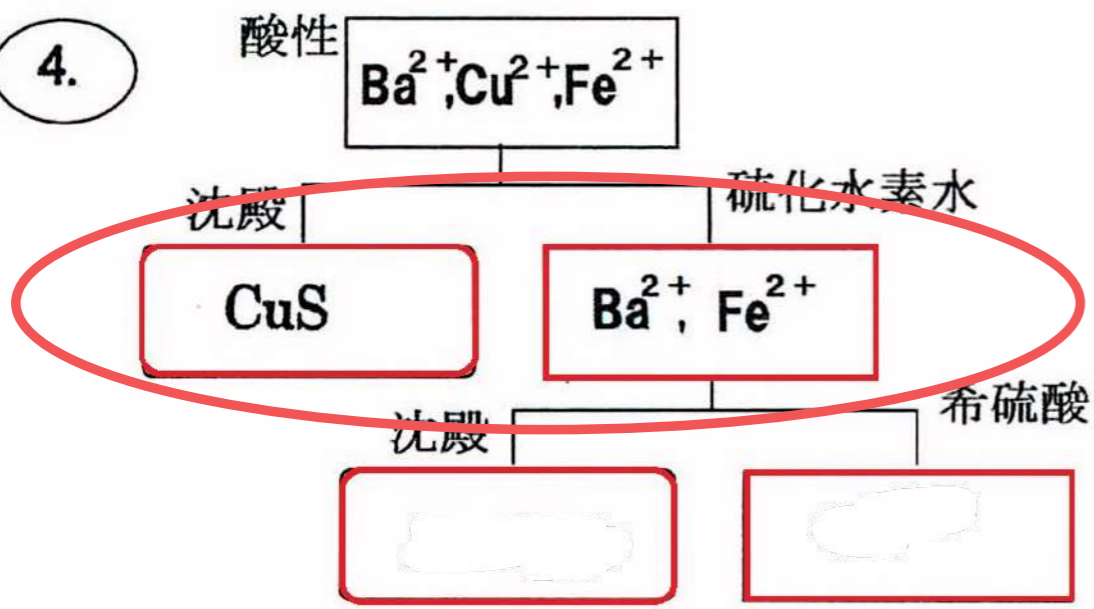 4.
酸性
Ba²⁺,Cu²⁺,Fe²⁺
沈殿
硫化水素水
CuS
Ba²⁺, Fe²⁺
沈殿
希硫酸